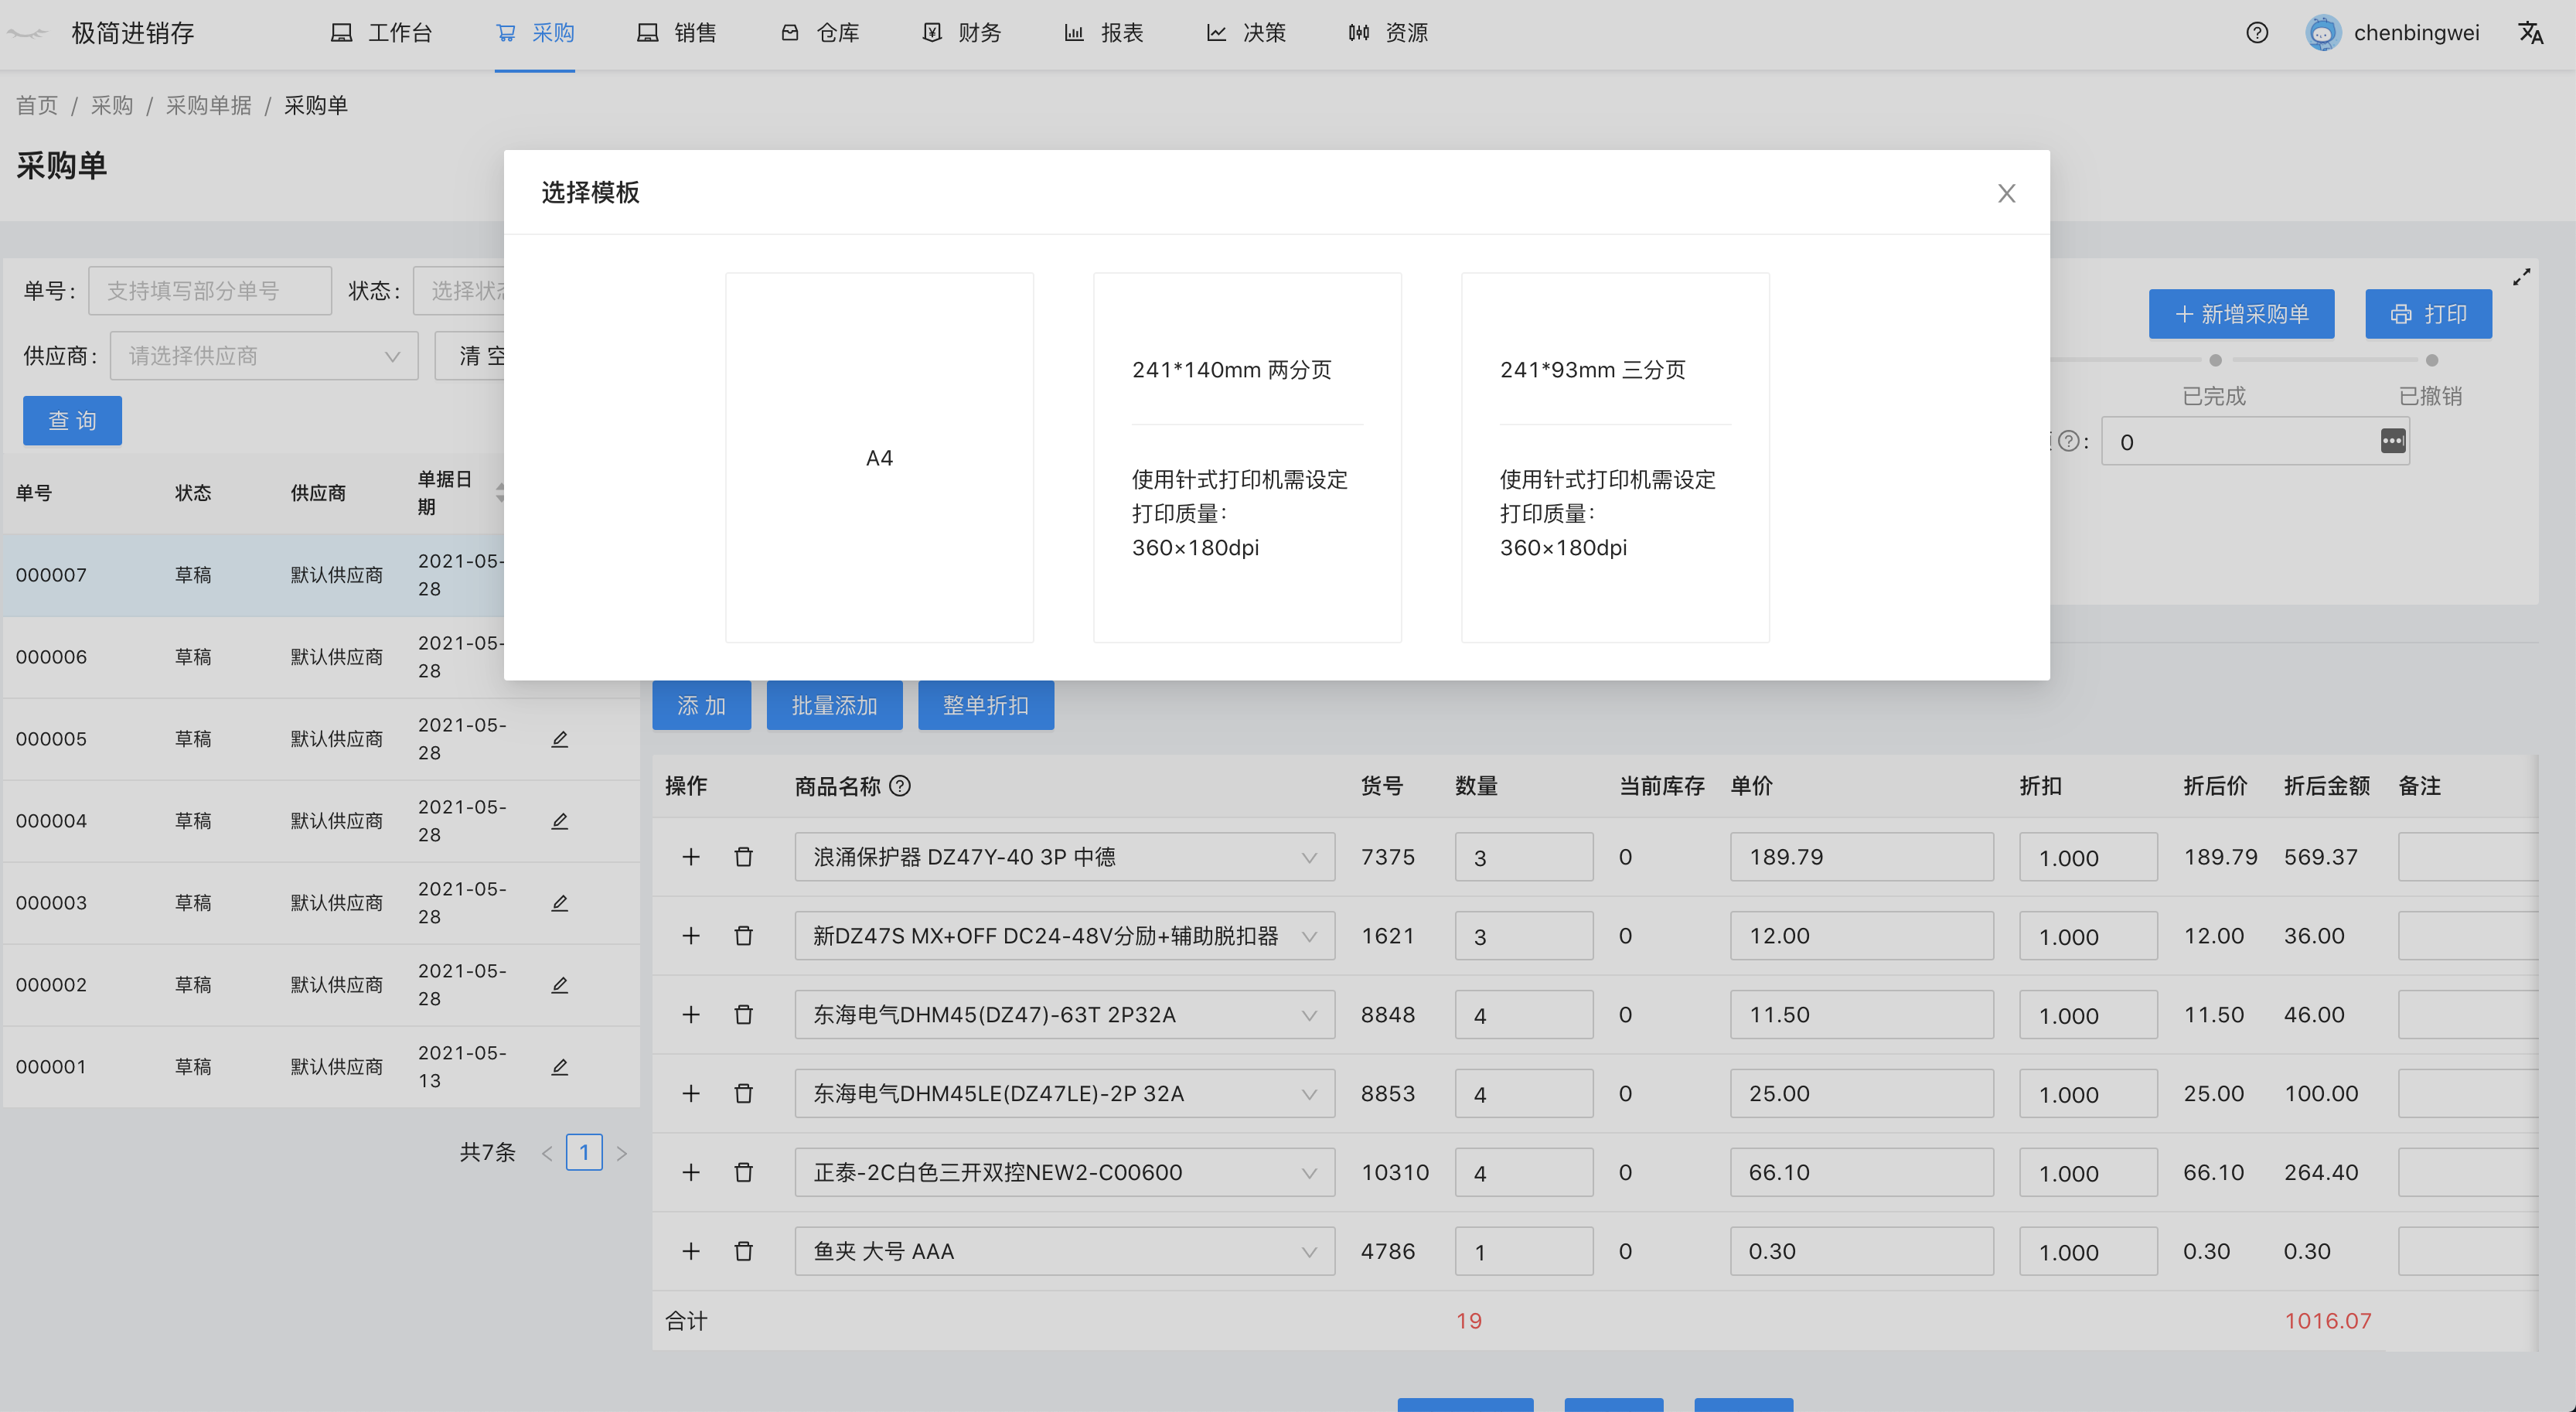 极简进销存 工作台 采购 销售 仓库 财务 报表 决策 资源 chenbingwei
首页 / 采购 / 采购单据 / 采购单
采购单
选择模板
A4
241*140mm 两分页
使用针式打印机需设定
打印质量：
360×180dpi
241*93mm 三分页
使用针式打印机需设定
打印质量：
360×180dpi
单号： 支持填写部分单号 状态： 选择状
供应商： 请选择供应商 清 空
查 询
新增采购单 打印
已完成 已撤销
: 0
单号 状态 供应商 单据日期
000007 草稿 默认供应商 2021-05-28
000006 草稿 默认供应商 2021-05-28
000005 草稿 默认供应商 2021-05-28
000004 草稿 默认供应商 2021-05-28
000003 草稿 默认供应商 2021-05-28
000002 草稿 默认供应商 2021-05-28
000001 草稿 默认供应商 2021-05-13
共7条 < 1 >
添 加 批量添加 整单折扣
操作 商品名称 货号 数量 当前库存 单价 折扣 折后价 折后金额 备注
浪涌保护器 DZ47Y-40 3P 中德 7375 3 0 189.79 1.000 189.79 569.37
新DZ47S MX+OFF DC24-48V分励+辅助脱扣器 1621 3 0 12.00 1.000 12.00 36.00
东海电气DHM45(DZ47)-63T 2P32A 8848 4 0 11.50 1.000 11.50 46.00
东海电气DHM45LE(DZ47LE)-2P 32A 8853 4 0 25.00 1.000 25.00 100.00
正泰-2C白色三开双控NEW2-C00600 10310 4 0 66.10 1.000 66.10 264.40
鱼夹 大号 AAA 4786 1 0 0.30 1.000 0.30 0.30
合计 19 1016.07